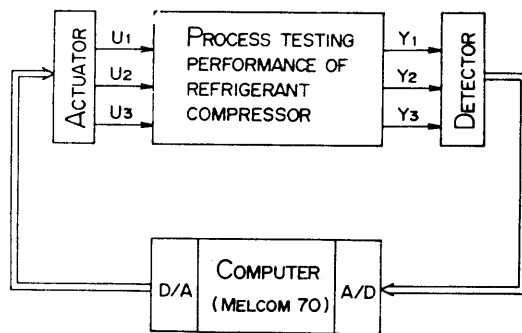 ACTUATOR
U1
U2
U3
PROCESS TESTING
PERFORMANCE OF
REFRIGERANT
COMPRESSOR
Y1
Y2
Y3
DETECTOR
D/A
COMPUTER
(MELCOM 70)
A/D